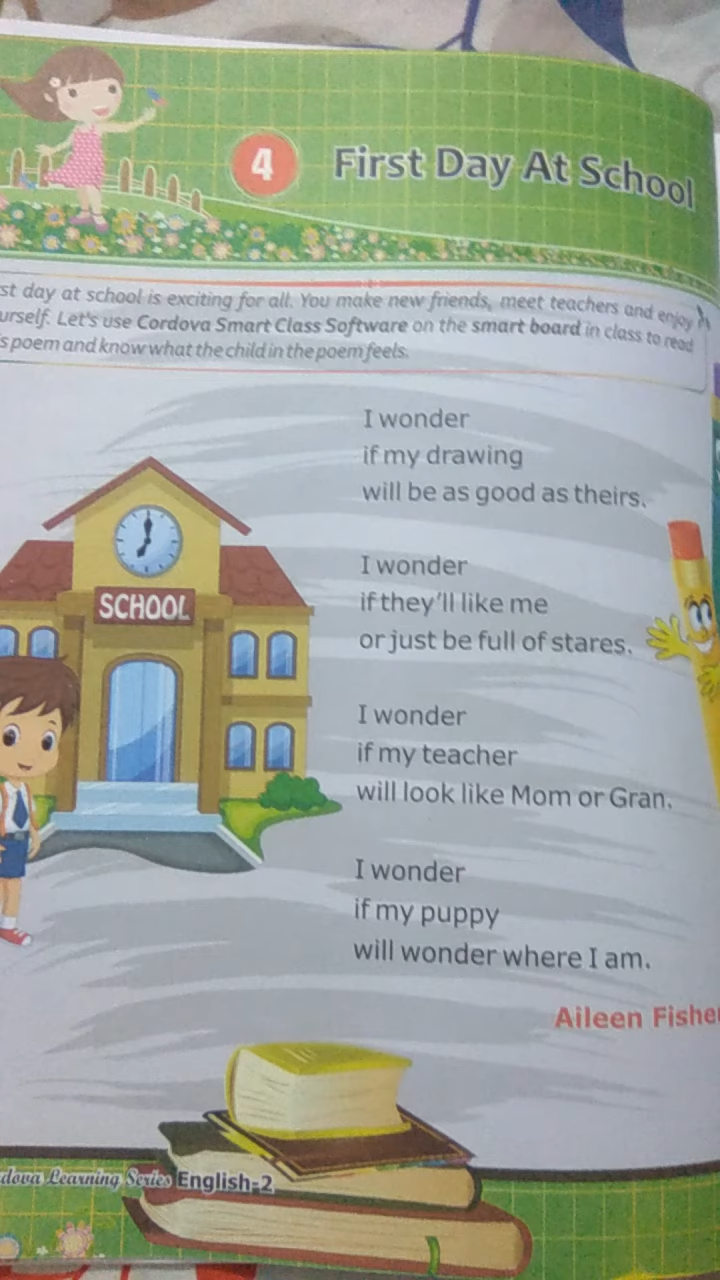 4
First Day At School
st day at school is exciting for all. You make new friends, meet teachers and enjoy
urself. Let's use Cordova Smart Class Software on the smart board in class to read
s poem and know what the child in the poem feels.
I wonder
if my drawing
will be as good as theirs.
I wonder
if they'll like me
or just be full of stares.
SCHOOL
I wonder
if my teacher
will look like Mom or Gran.
I wonder
if my puppy
will wonder where I am.
Aileen Fishe
dova Learning Series English-2